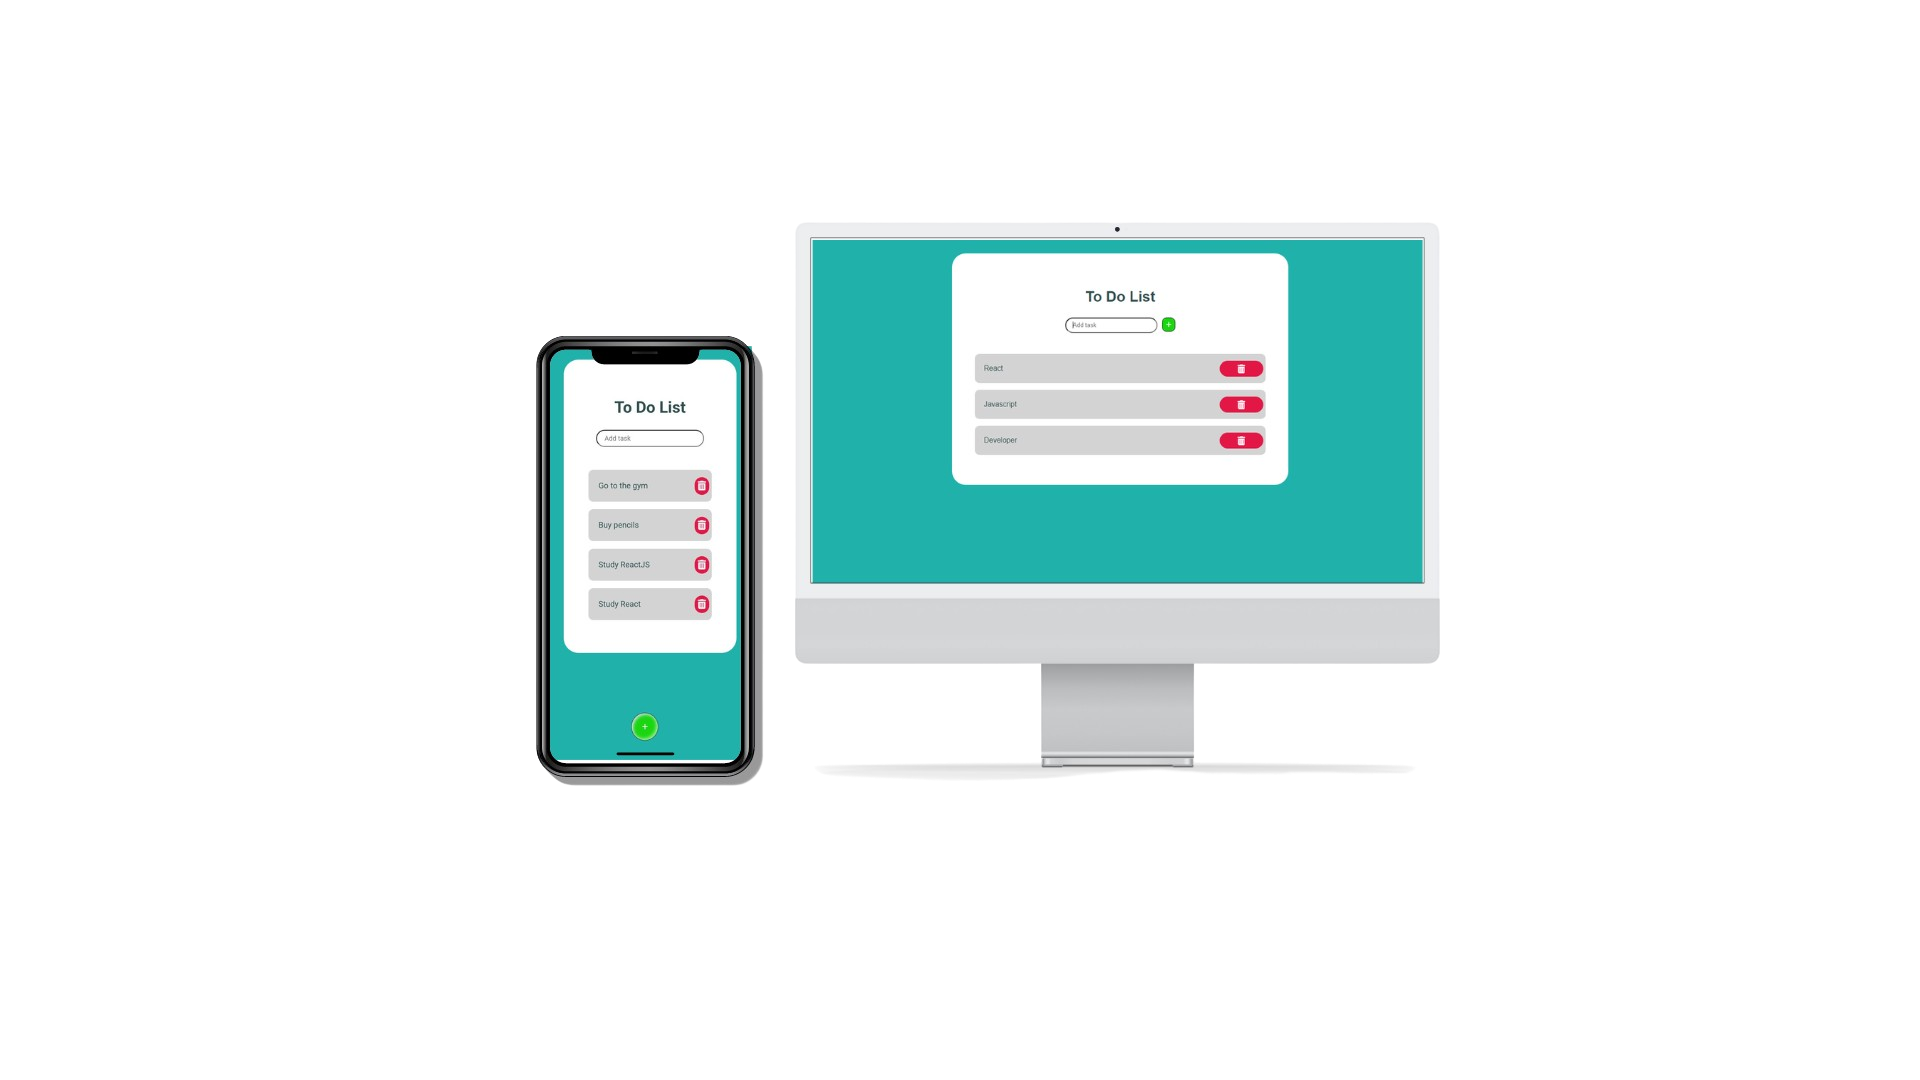 To Do List
Add task
Go to the gym
Buy pencils
Study ReactJS
Study React
+
To Do List
Add task
+
React
Javascript
Developer